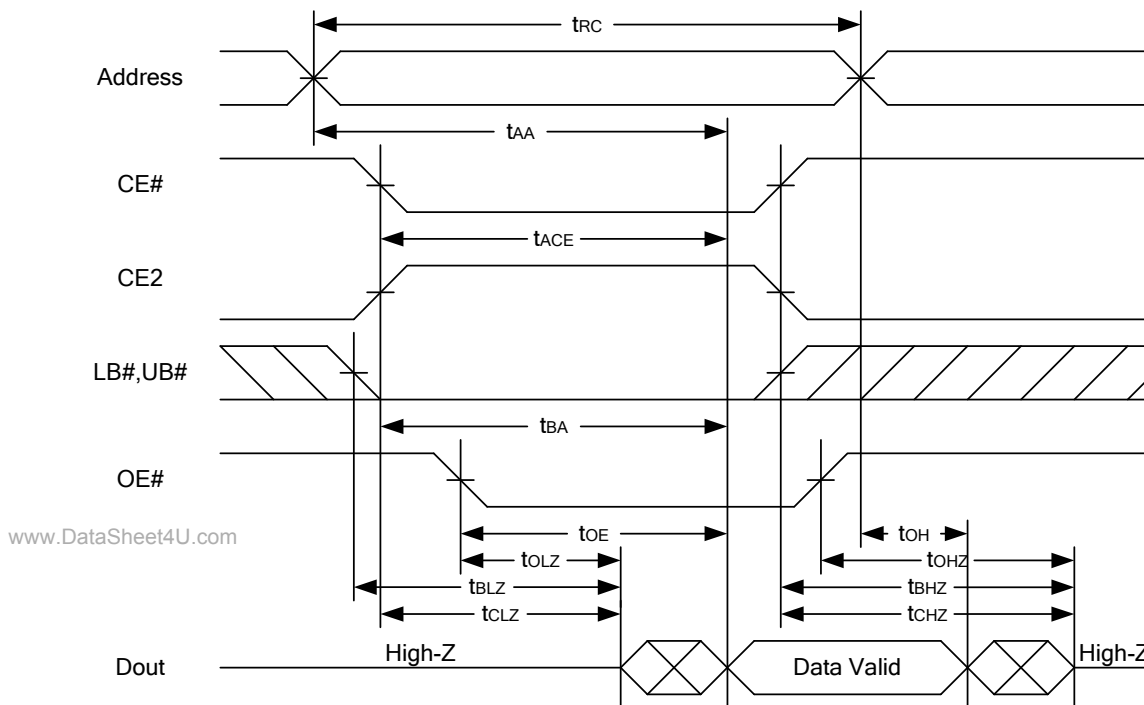 tRC
Address
tAA
CE#
tACE
CE2
LB#,UB#
tBA
OE#
www.DataSheet4U.com
tOE
tOH
tOLZ
tOHZ
tBLZ
tBHZ
tCLZ
tCHZ
Dout
High-Z
Data Valid
High-Z